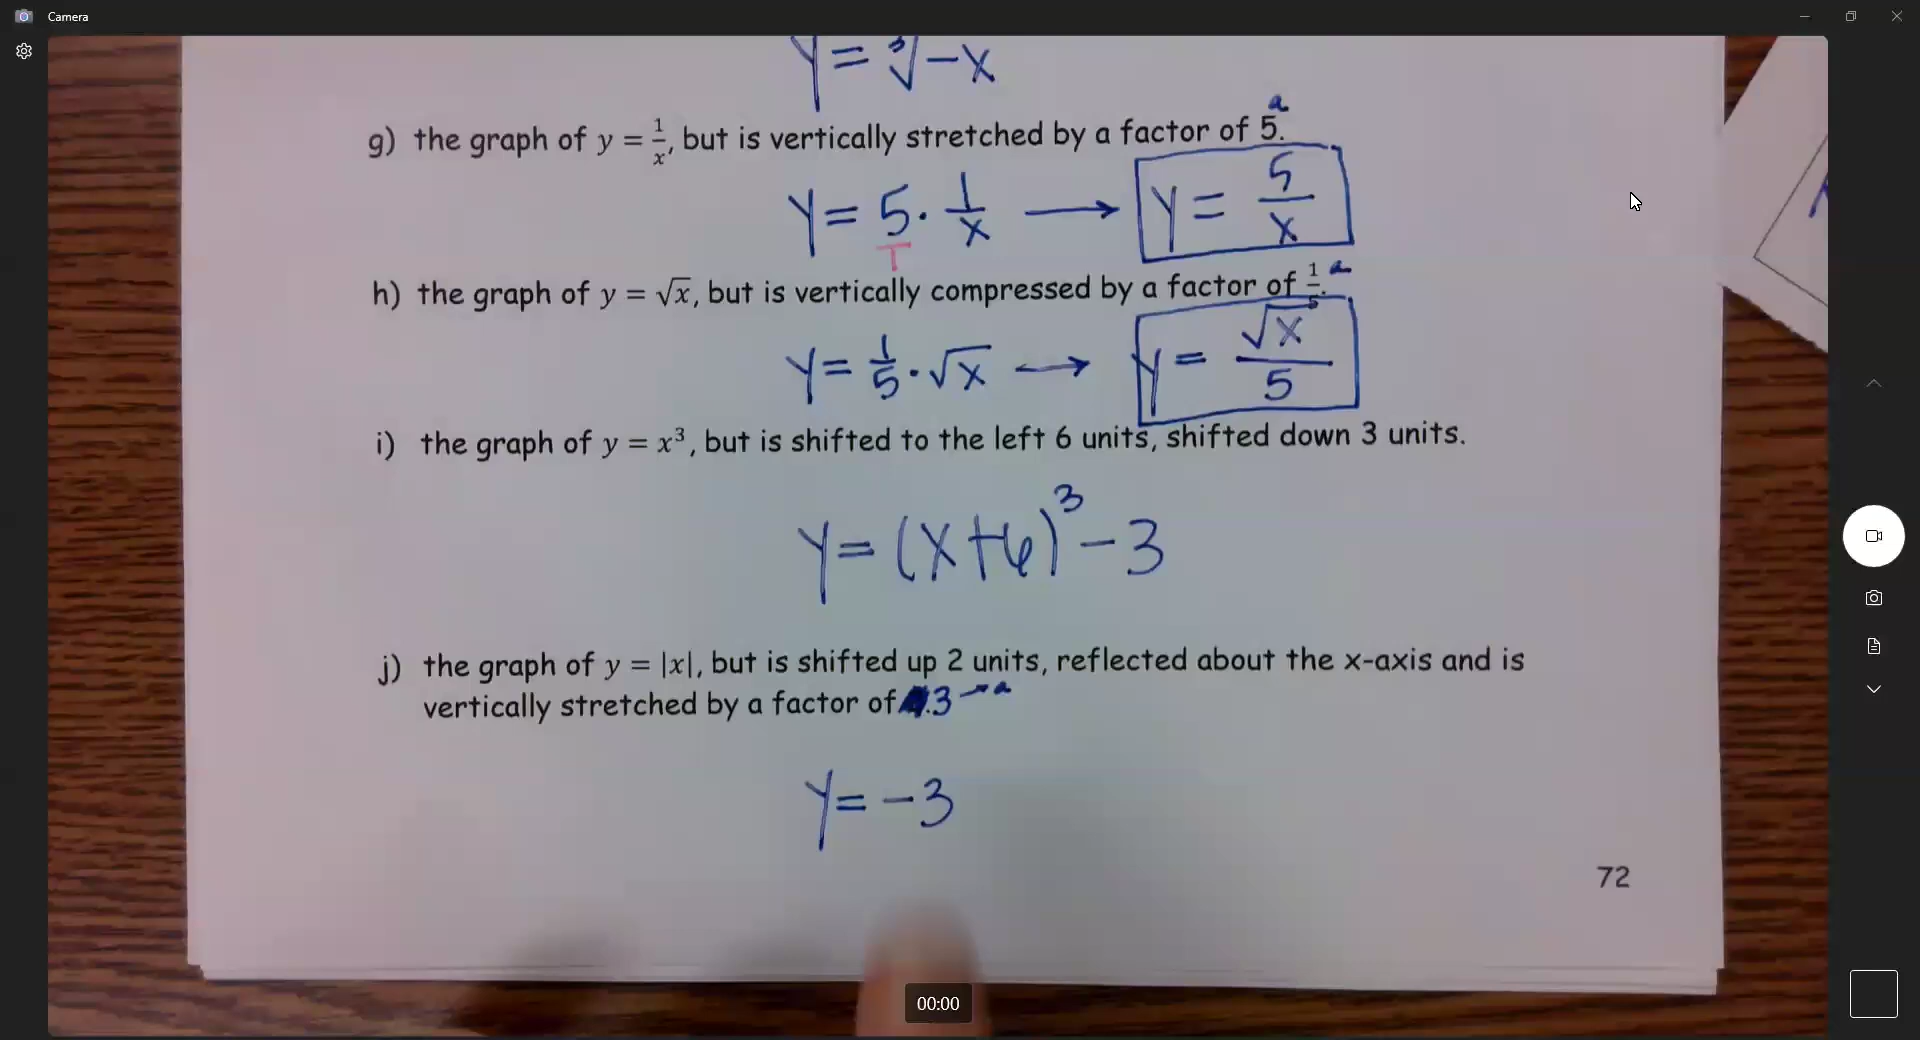 Camera
y = ∛-x
g) the graph of y = 1/x, but is vertically stretched by a factor of 5. a
y = 5 · 1/x → y = 5/x
h) the graph of y = √x, but is vertically compressed by a factor of 1/5. a
y = 1/5 · √x → y = √x/5
i) the graph of y = x³, but is shifted to the left 6 units, shifted down 3 units.
y = (x+6)³ - 3
j) the graph of y = |x|, but is shifted up 2 units, reflected about the x-axis and is
vertically stretched by a factor of 3 → a
y = -3
72
00:00